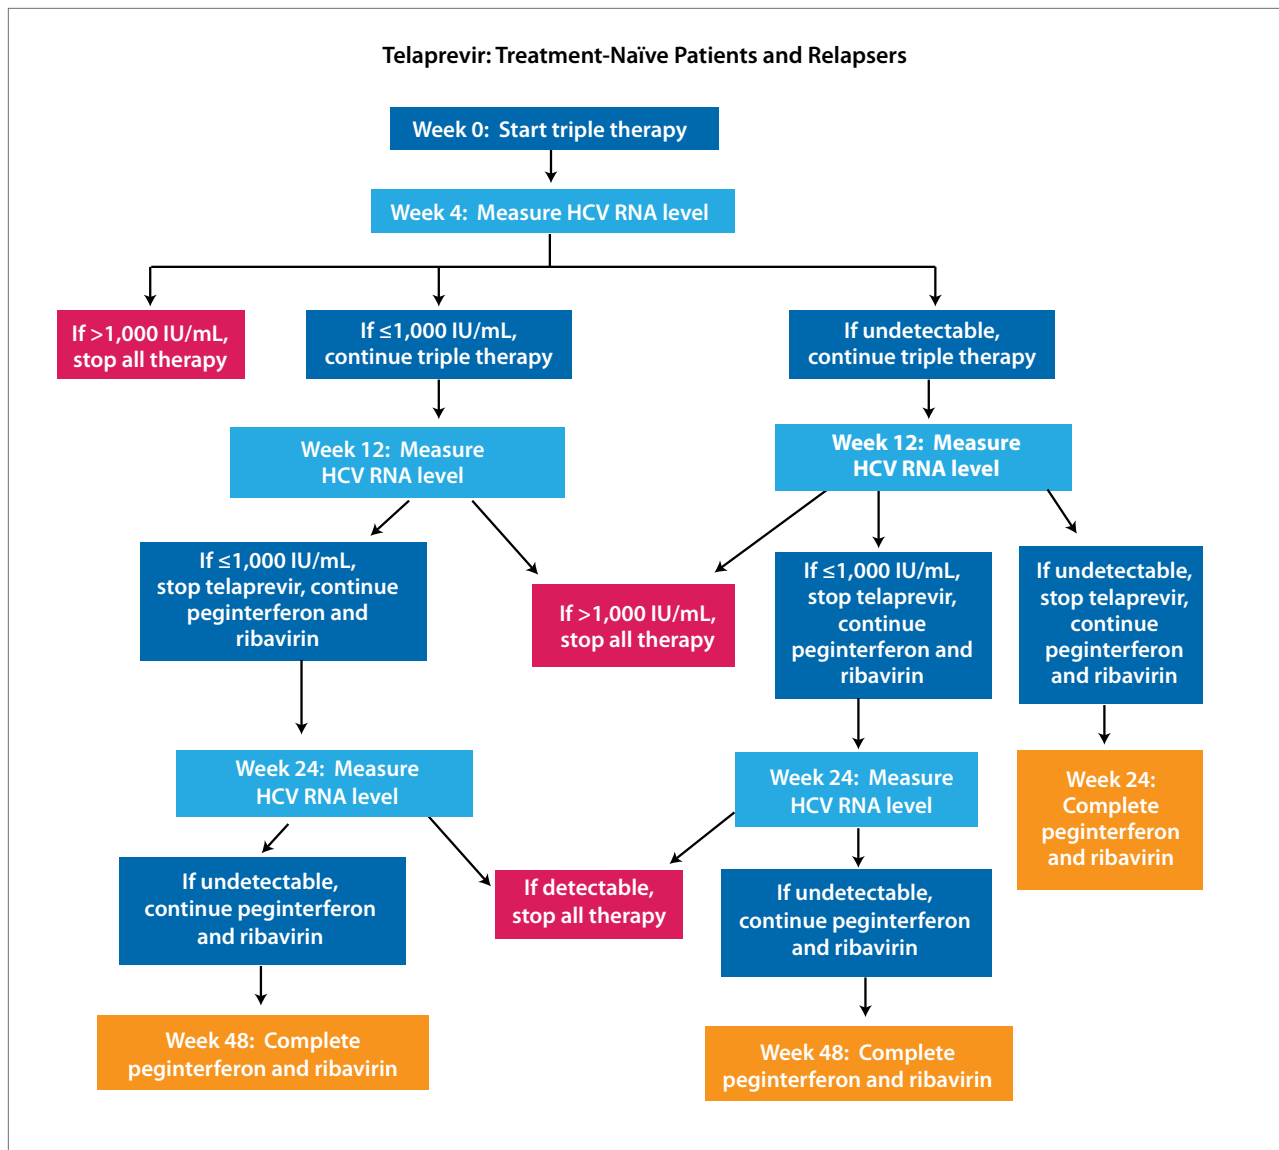 Telaprevir: Treatment-Naïve Patients and Relapsers
Week 0: Start triple therapy
Week 4: Measure HCV RNA level
If >1,000 IU/mL,
stop all therapy
If ≤1,000 IU/mL,
continue triple therapy
If undetectable,
continue triple therapy
Week 12: Measure
HCV RNA level
Week 12: Measure
HCV RNA level
If ≤1,000 IU/mL,
stop telaprevir, continue
peginterferon and
ribavirin
If >1,000 IU/mL,
stop all therapy
If ≤1,000 IU/mL,
stop telaprevir,
continue
peginterferon and
ribavirin
If undetectable,
stop telaprevir,
continue
peginterferon
and ribavirin
Week 24: Measure
HCV RNA level
Week 24: Measure
HCV RNA level
Week 24:
Complete
peginterferon
and ribavirin
If undetectable,
continue peginterferon
and ribavirin
If detectable,
stop all therapy
If undetectable,
continue peginterferon
and ribavirin
Week 48: Complete
peginterferon and ribavirin
Week 48: Complete
peginterferon and ribavirin